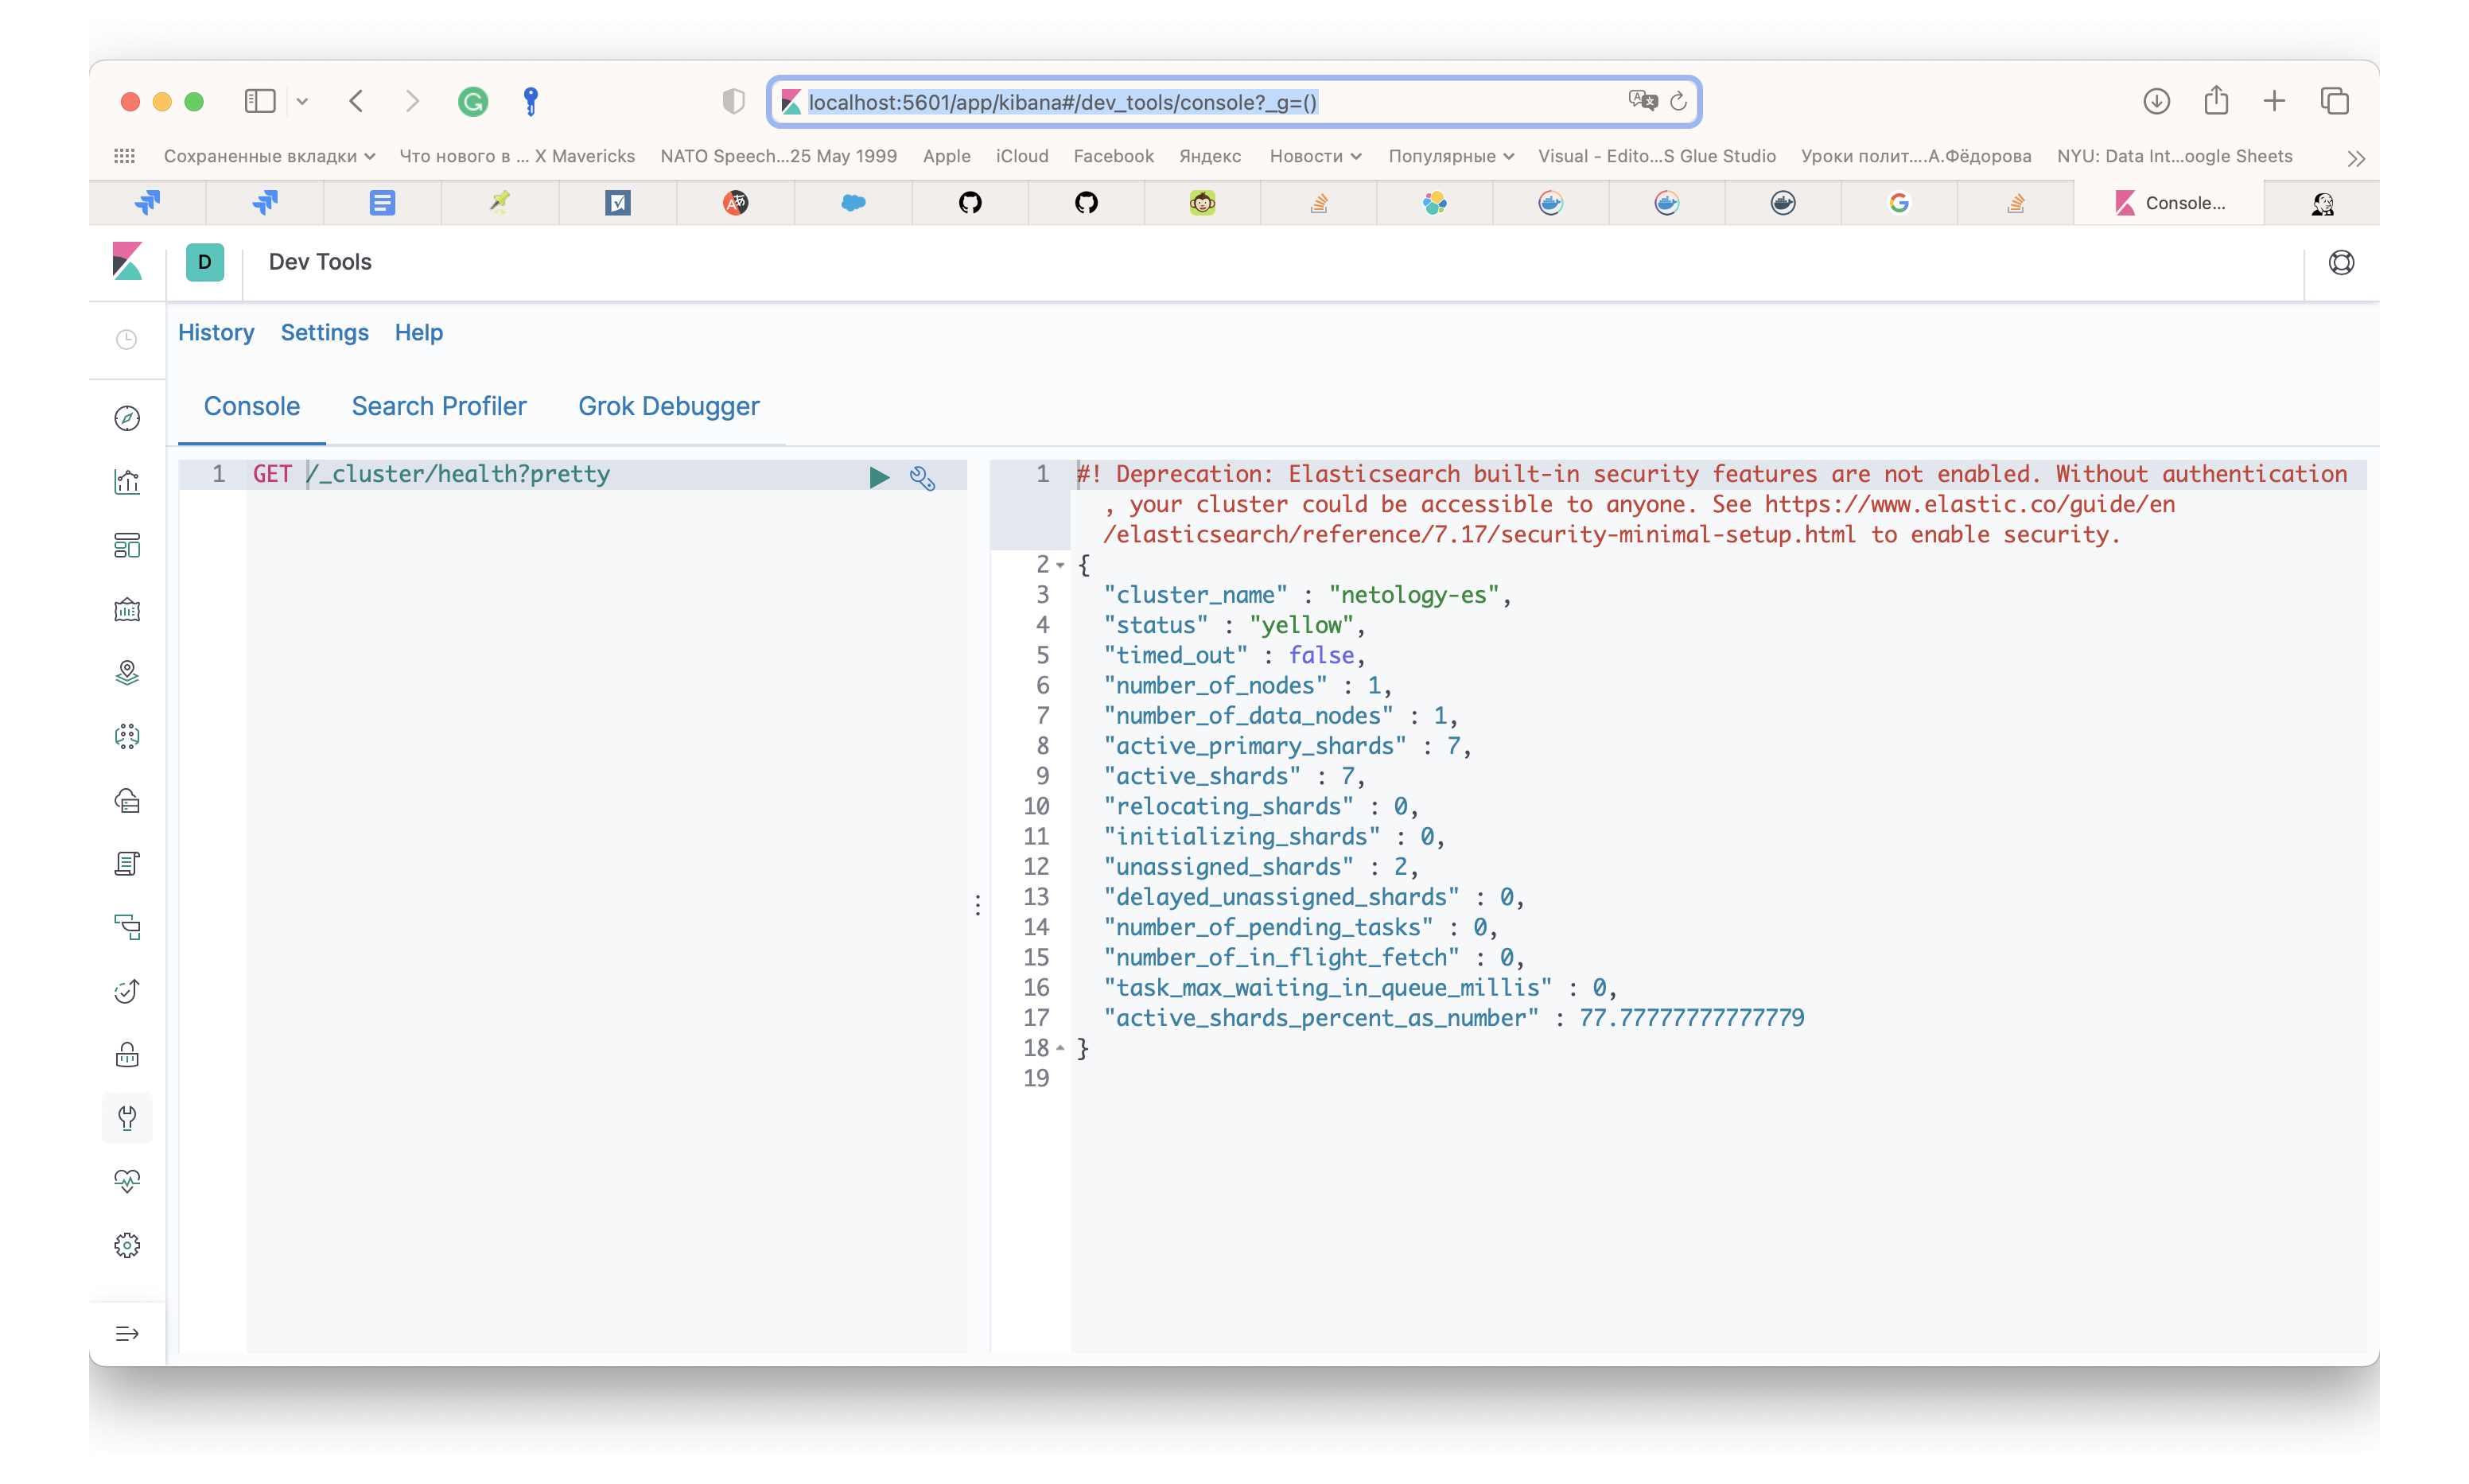 localhost:5601/app/kibana#/dev_tools/console?_g=()
Сохраненные вкладки Что нового в ... X Mavericks NATO Speech...25 May 1999 Apple iCloud Facebook Яндекс Новости Популярные Visual - Edito...S Glue Studio Уроки полит....А.Фёдорова NYU: Data Int...oogle Sheets
Console...
D Dev Tools
History Settings Help
Console Search Profiler Grok Debugger
1 GET /_cluster/health?pretty
1 #! Deprecation: Elasticsearch built-in security features are not enabled. Without authentication
, your cluster could be accessible to anyone. See https://www.elastic.co/guide/en
/elasticsearch/reference/7.17/security-minimal-setup.html to enable security.
2 {
3 "cluster_name" : "netology-es",
4 "status" : "yellow",
5 "timed_out" : false,
6 "number_of_nodes" : 1,
7 "number_of_data_nodes" : 1,
8 "active_primary_shards" : 7,
9 "active_shards" : 7,
10 "relocating_shards" : 0,
11 "initializing_shards" : 0,
12 "unassigned_shards" : 2,
13 "delayed_unassigned_shards" : 0,
14 "number_of_pending_tasks" : 0,
15 "number_of_in_flight_fetch" : 0,
16 "task_max_waiting_in_queue_millis" : 0,
17 "active_shards_percent_as_number" : 77.77777777777779
18 }
19